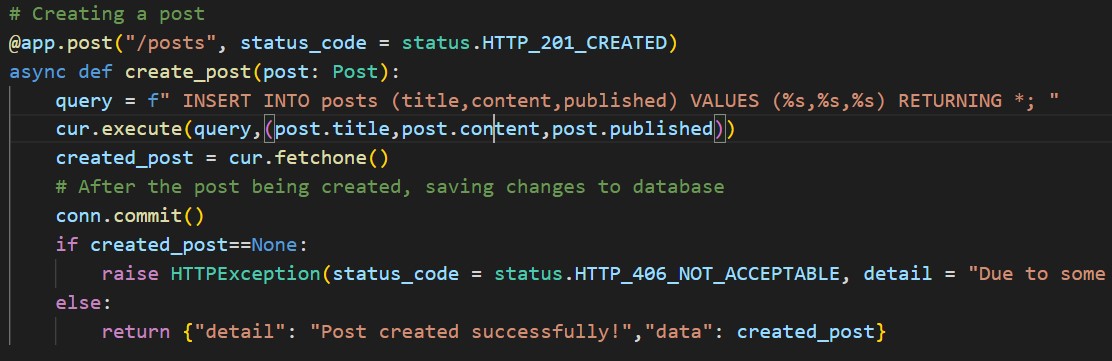 # Creating a post
@app.post("/posts", status_code = status.HTTP_201_CREATED)
async def create_post(post: Post):
    query = f" INSERT INTO posts (title,content,published) VALUES (%s,%s,%s) RETURNING *; "
    cur.execute(query,(post.title,post.content,post.published))
    created_post = cur.fetchone()
    # After the post being created, saving changes to database
    conn.commit()
    if created_post==None:
        raise HTTPException(status_code = status.HTTP_406_NOT_ACCEPTABLE, detail = "Due to some
    else:
        return {"detail": "Post created successfully!","data": created_post}